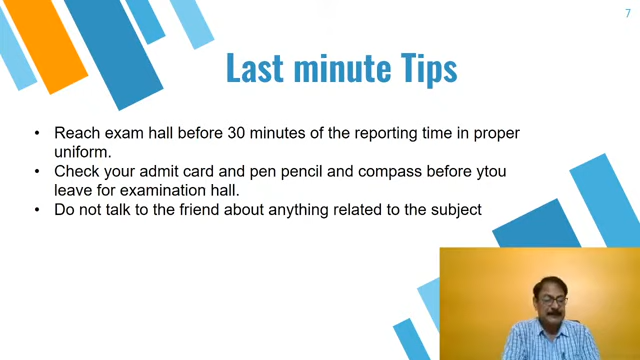 7
Last minute Tips
• Reach exam hall before 30 minutes of the reporting time in proper
uniform.
• Check your admit card and pen pencil and compass before ytou
leave for examination hall.
• Do not talk to the friend about anything related to the subject